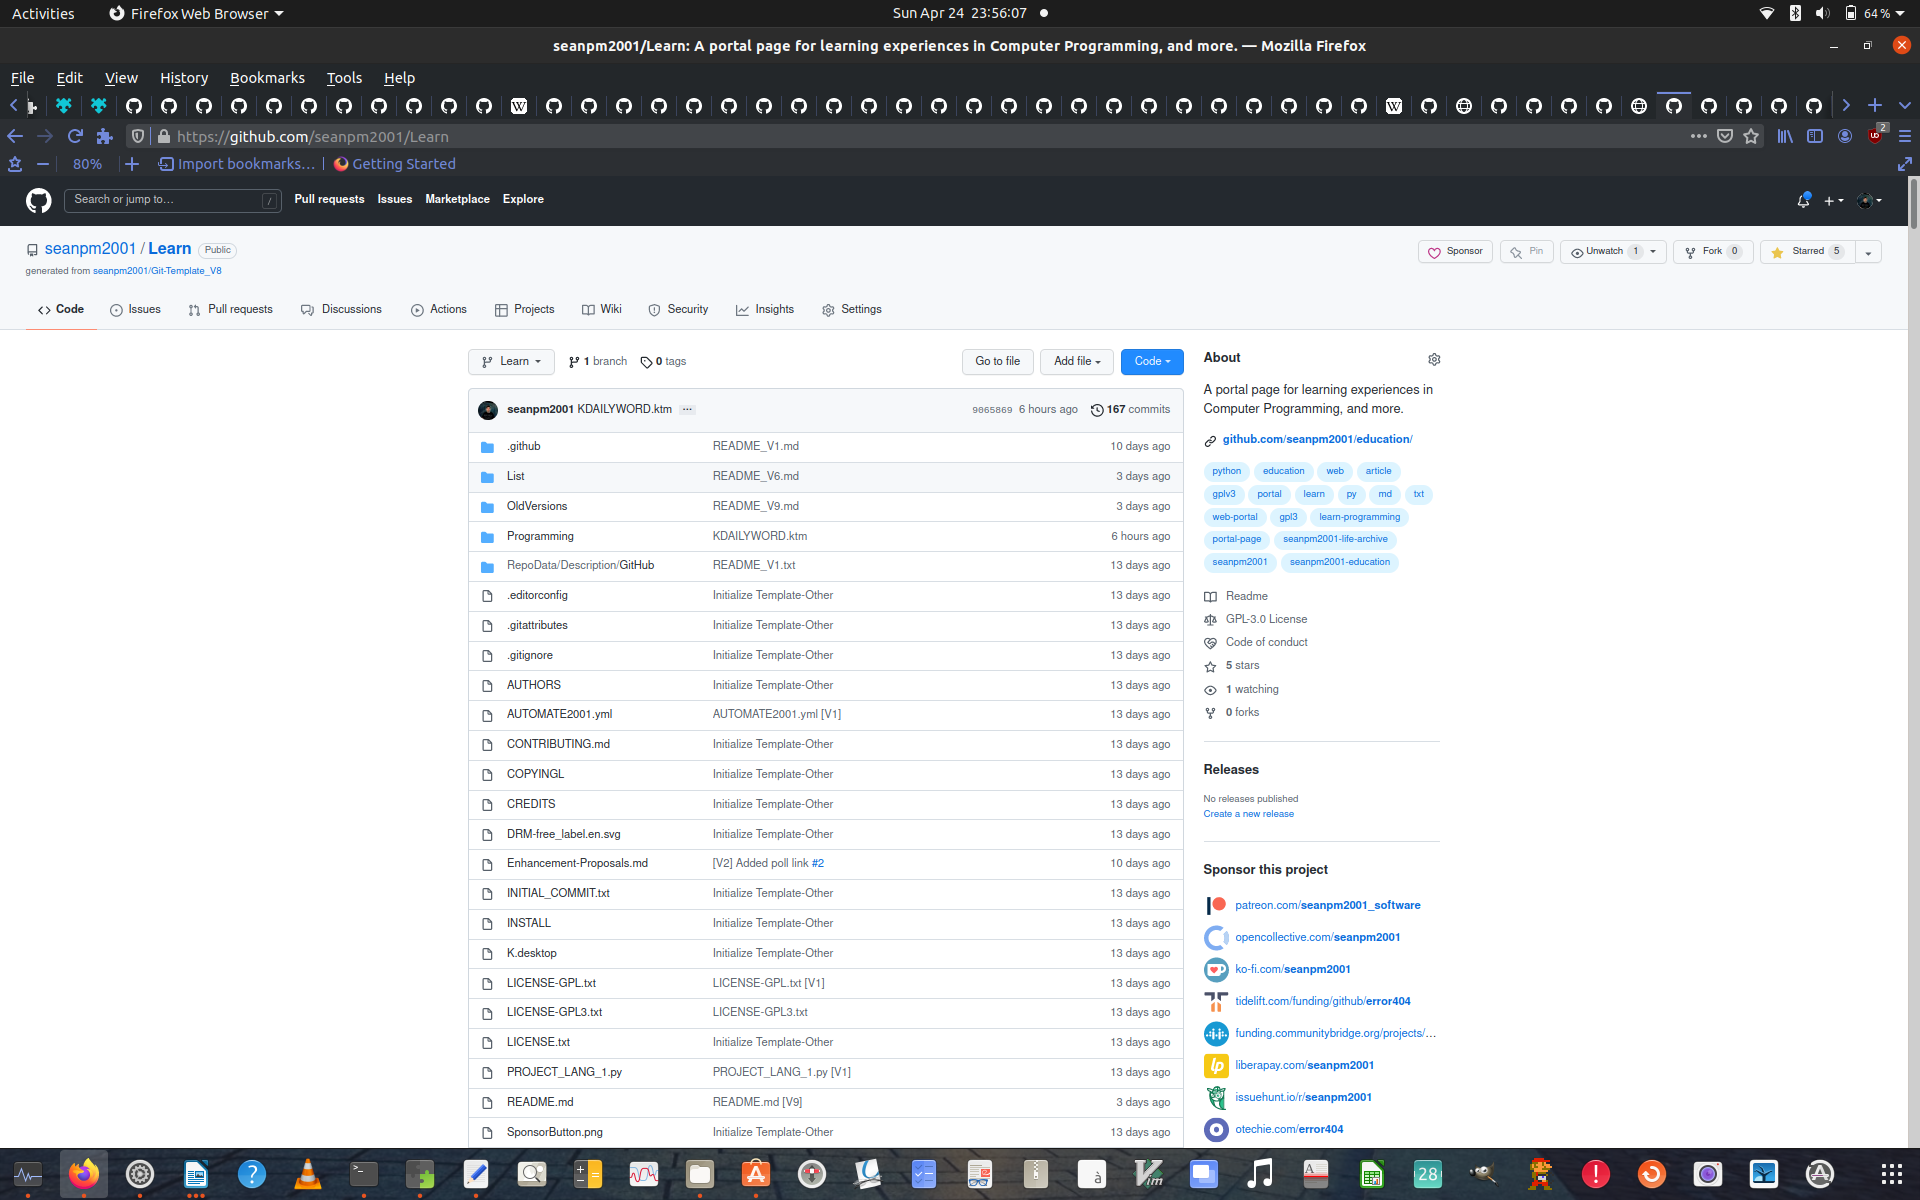 Activities Firefox Web Browser Sun Apr 24 23:56:07 64 %
seanpm2001/Learn: A portal page for learning experiences in Computer Programming, and more. — Mozilla Firefox
File Edit View History Bookmarks Tools Help
https://github.com/seanpm2001/Learn 2
80% Import bookmarks... Getting Started
Search or jump to... / Pull requests Issues Marketplace Explore
seanpm2001 / Learn Public Sponsor Pin Unwatch 1 Fork 0 Starred 5
generated from seanpm2001/Git-Template_V8
Code Issues Pull requests Discussions Actions Projects Wiki Security Insights Settings
Learn 1 branch 0 tags Go to file Add file Code
seanpm2001 KDAILYWORD.ktm ... 9065869 6 hours ago 167 commits
.github README_V1.md 10 days ago
List README_V6.md 3 days ago
OldVersions README_V9.md 3 days ago
Programming KDAILYWORD.ktm 6 hours ago
RepoData/Description/GitHub README_V1.txt 13 days ago
.editorconfig Initialize Template-Other 13 days ago
.gitattributes Initialize Template-Other 13 days ago
.gitignore Initialize Template-Other 13 days ago
AUTHORS Initialize Template-Other 13 days ago
AUTOMATE2001.yml AUTOMATE2001.yml [V1] 13 days ago
CONTRIBUTING.md Initialize Template-Other 13 days ago
COPYINGL Initialize Template-Other 13 days ago
CREDITS Initialize Template-Other 13 days ago
DRM-free_label.en.svg Initialize Template-Other 13 days ago
Enhancement-Proposals.md [V2] Added poll link #2 10 days ago
INITIAL_COMMIT.txt Initialize Template-Other 13 days ago
INSTALL Initialize Template-Other 13 days ago
K.desktop Initialize Template-Other 13 days ago
LICENSE-GPL.txt LICENSE-GPL.txt [V1] 13 days ago
LICENSE-GPL3.txt LICENSE-GPL3.txt 13 days ago
LICENSE.txt Initialize Template-Other 13 days ago
PROJECT_LANG_1.py PROJECT_LANG_1.py [V1] 13 days ago
README.md README.md [V9] 3 days ago
SponsorButton.png Initialize Template-Other 13 days ago
About
A portal page for learning experiences in
Computer Programming, and more.
github.com/seanpm2001/education/
python education web article
gplv3 portal learn py md txt
web-portal gpl3 learn-programming
portal-page seanpm2001-life-archive
seanpm2001 seanpm2001-education
Readme
GPL-3.0 License
Code of conduct
5 stars
1 watching
0 forks
Releases
No releases published
Create a new release
Sponsor this project
patreon.com/seanpm2001_software
opencollective.com/seanpm2001
ko-fi.com/seanpm2001
tidelift.com/funding/github/error404
funding.communitybridge.org/projects/...
liberapay.com/seanpm2001
issuehunt.io/r/seanpm2001
otechie.com/error404
28